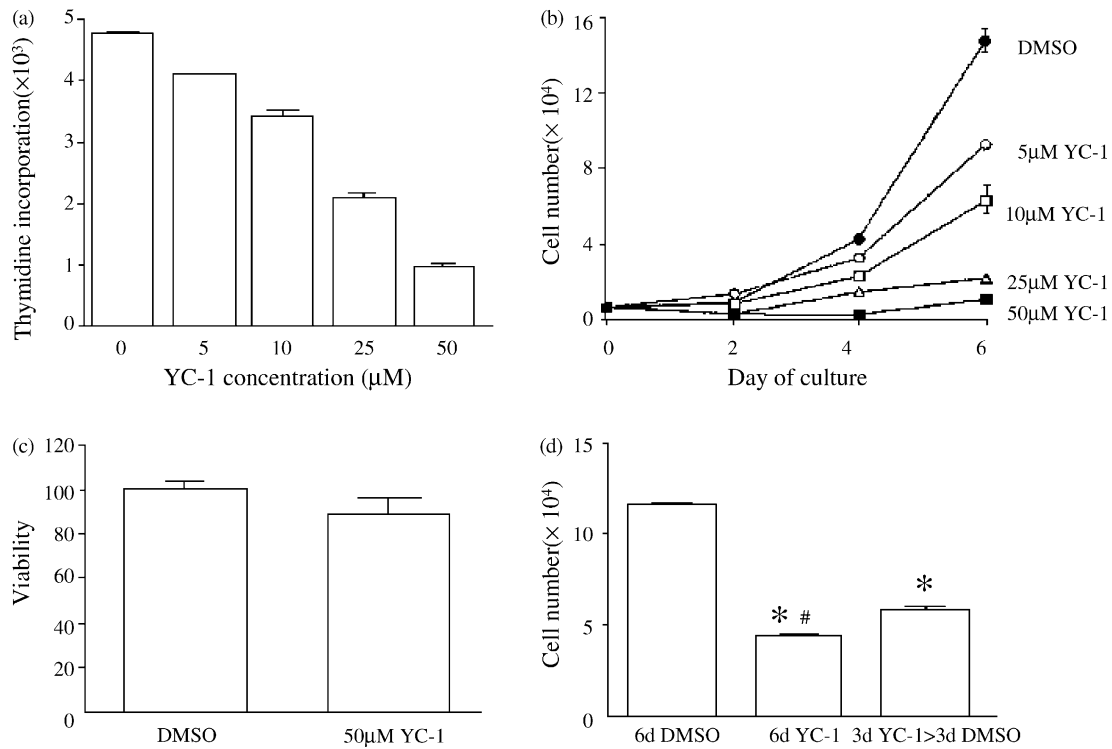 (a)
Thymidine incorporation(×10³)
5
4
3
2
1
0
0 5 10 25 50
YC-1 concentration (µM)
(b)
Cell number(× 10⁴)
16
12
8
4
0
0 2 4 6
Day of culture
DMSO
5µM YC-1
10µM YC-1
25µM YC-1
50µM YC-1
(c)
Viability
120
100
80
60
40
20
0
DMSO 50µM YC-1
(d)
Cell number(× 10⁴)
15
10
5
0
* # *
6d DMSO 6d YC-1 3d YC-1>3d DMSO